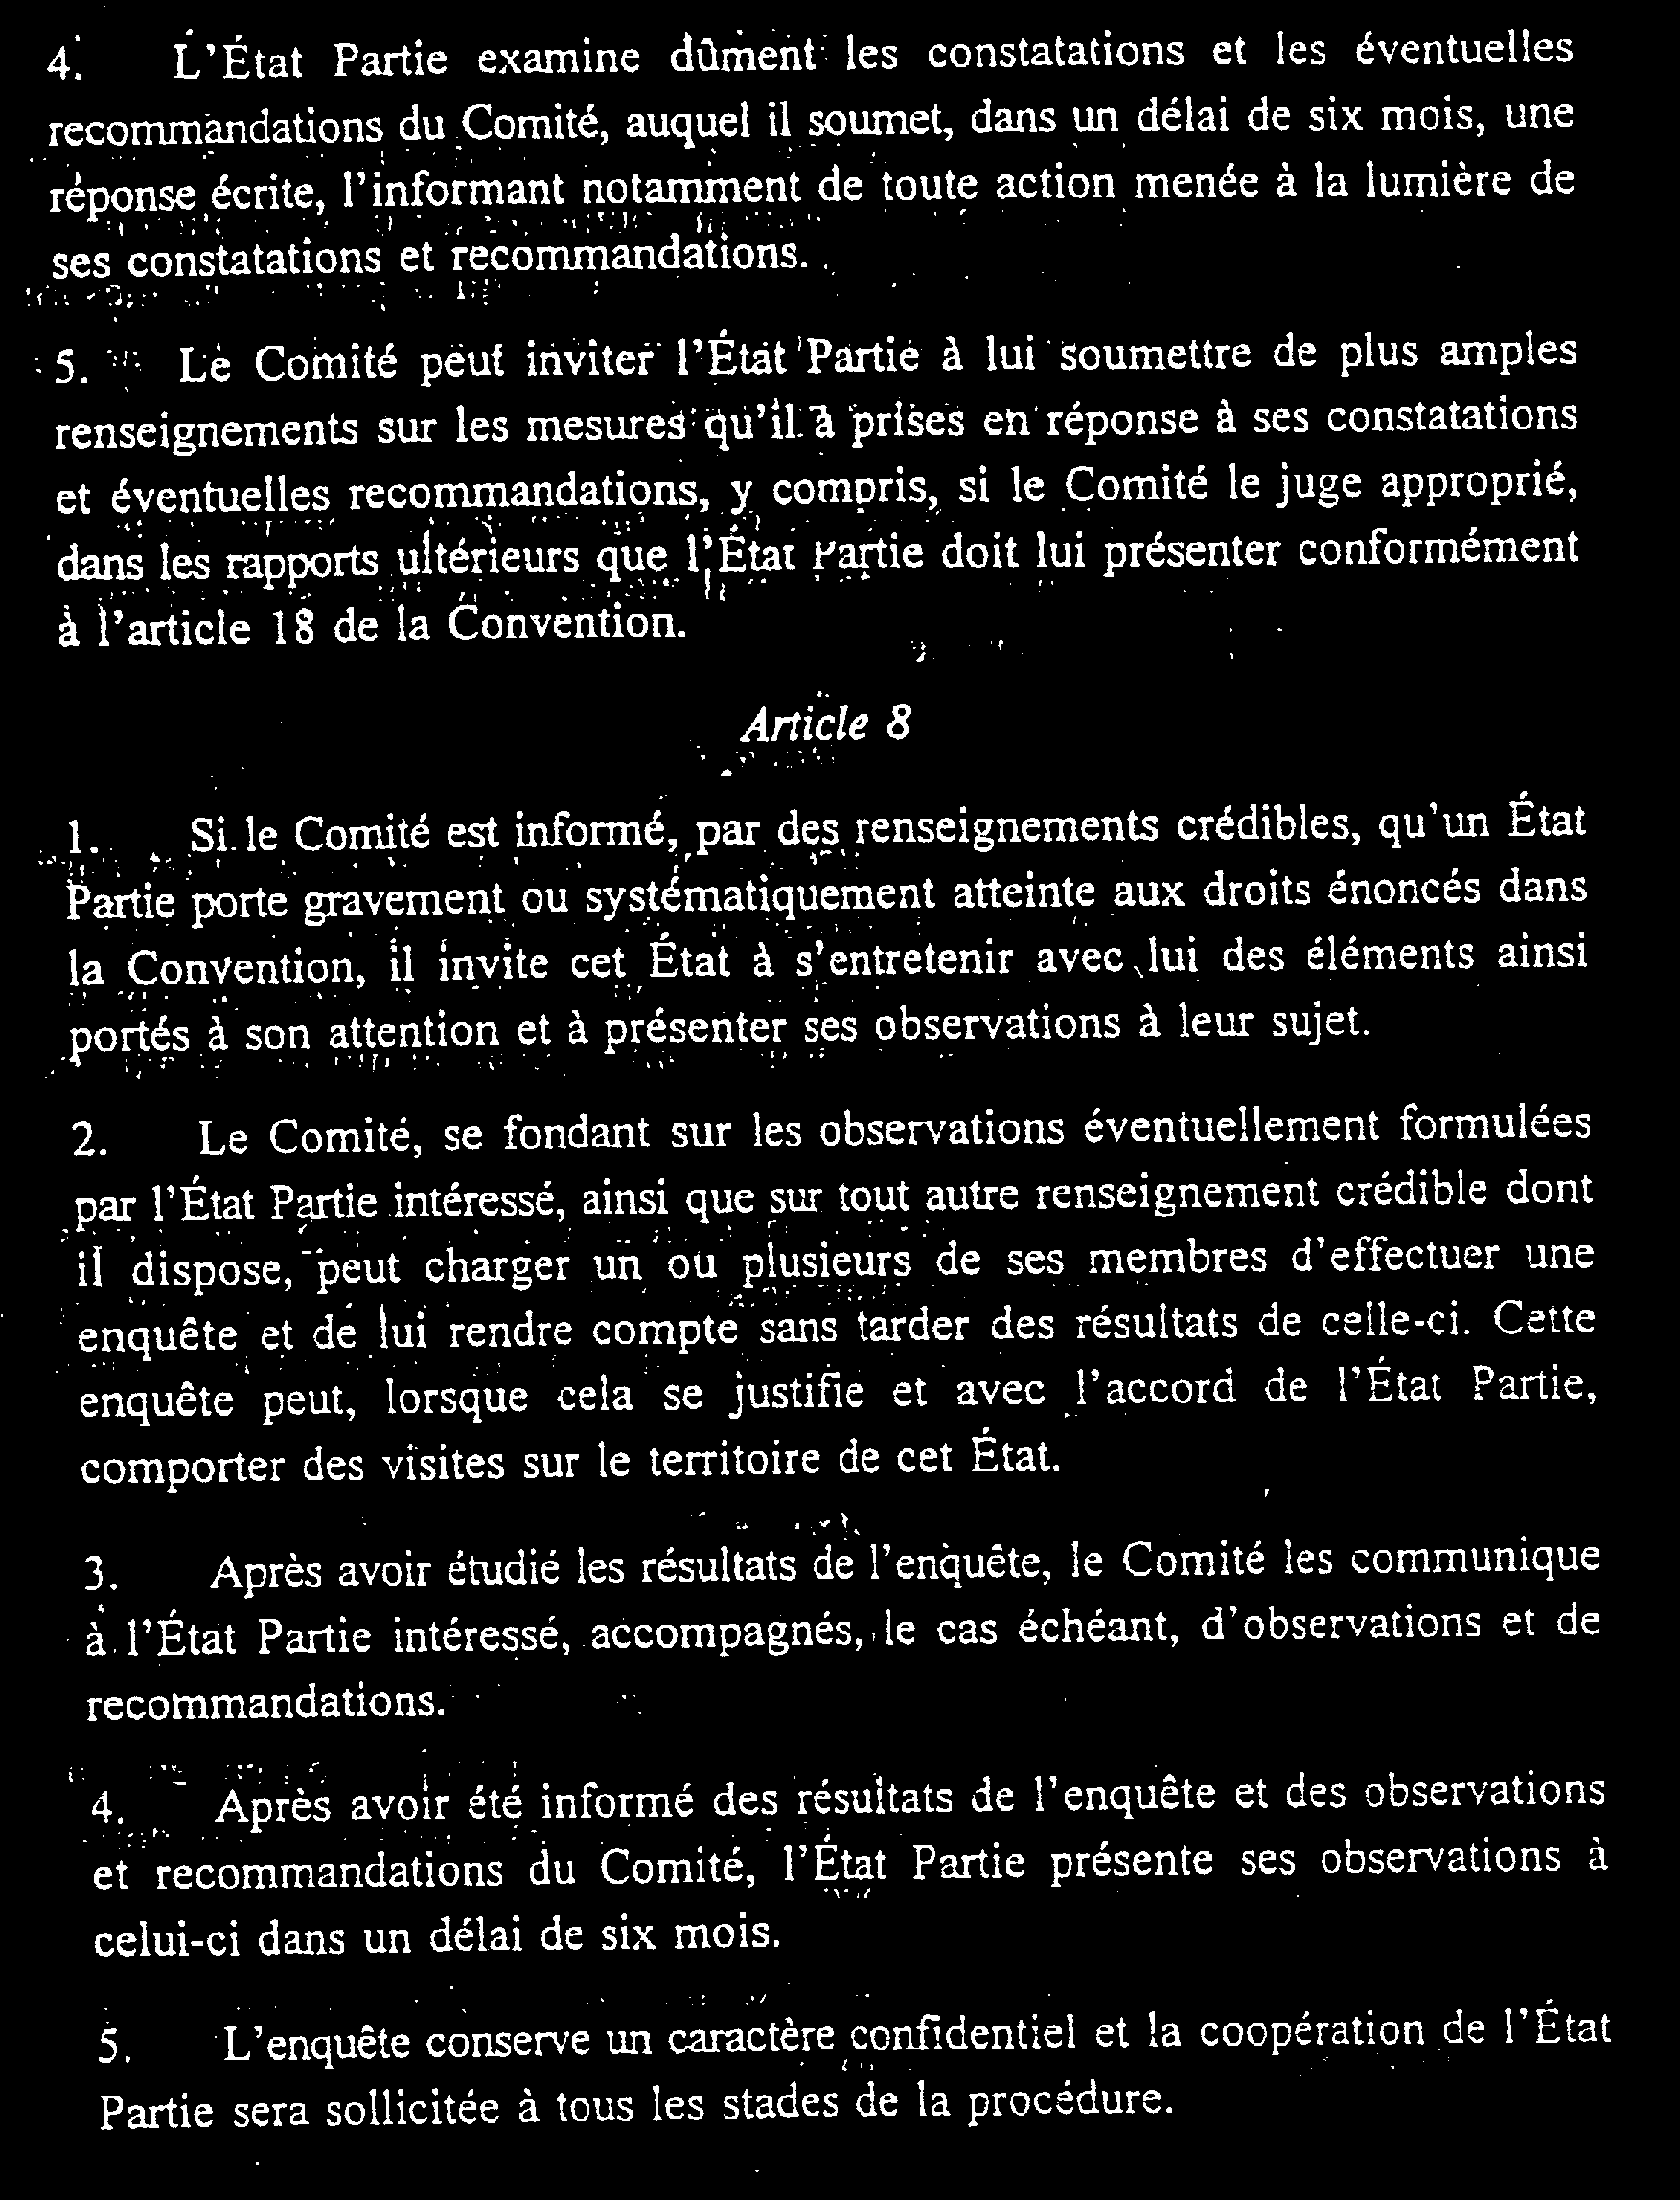 4. L'État Partie examine dûment les constatations et les éventuelles
recommandations du Comité, auquel il soumet, dans un délai de six mois, une
réponse écrite, l'informant notamment de toute action menée à la lumière de
ses constatations et recommandations.
5. Le Comité peut inviter l'État Partie à lui soumettre de plus amples
renseignements sur les mesures qu'il a prises en réponse à ses constatations
et éventuelles recommandations, y compris, si le Comité le juge approprié,
dans les rapports ultérieurs que l'État Partie doit lui présenter conformément
à l'article 18 de la Convention.
Article 8
1. Si le Comité est informé, par des renseignements crédibles, qu'un État
Partie porte gravement ou systématiquement atteinte aux droits énoncés dans
la Convention, il invite cet État à s'entretenir avec lui des éléments ainsi
portés à son attention et à présenter ses observations à leur sujet.
2. Le Comité, se fondant sur les observations éventuellement formulées
par l'État Partie intéressé, ainsi que sur tout autre renseignement crédible dont
il dispose, peut charger un ou plusieurs de ses membres d'effectuer une
enquête et de lui rendre compte sans tarder des résultats de celle-ci. Cette
enquête peut, lorsque cela se justifie et avec l'accord de l'État Partie,
comporter des visites sur le territoire de cet État.
3. Après avoir étudié les résultats de l'enquête, le Comité les communique
à l'État Partie intéressé, accompagnés, le cas échéant, d'observations et de
recommandations.
4. Après avoir été informé des résultats de l'enquête et des observations
et recommandations du Comité, l'État Partie présente ses observations à
celui-ci dans un délai de six mois.
5. L'enquête conserve un caractère confidentiel et la coopération de l'État
Partie sera sollicitée à tous les stades de la procédure.